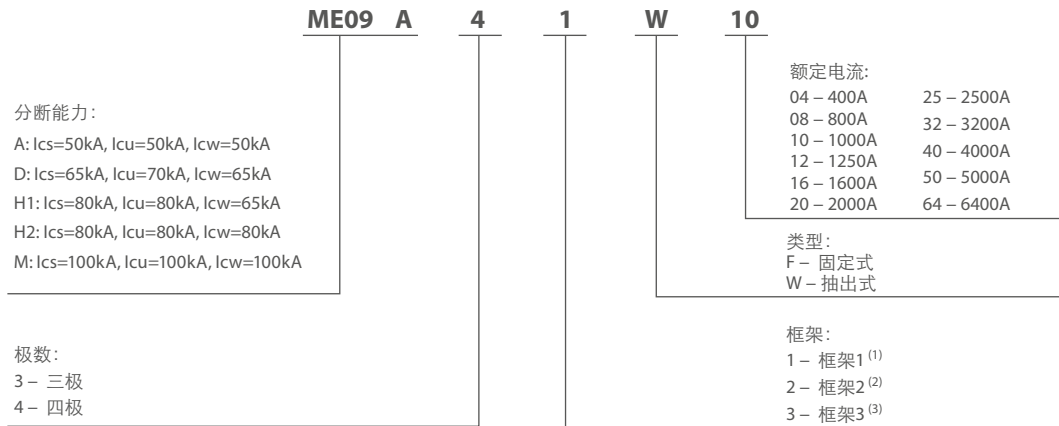 ME09 A 4 1 W 10
分断能力:
A: Ics=50kA, Icu=50kA, Icw=50kA
D: Ics=65kA, Icu=70kA, Icw=65kA
H1: Ics=80kA, Icu=80kA, Icw=65kA
H2: Ics=80kA, Icu=80kA, Icw=80kA
M: Ics=100kA, Icu=100kA, Icw=100kA
极数:
3 – 三极
4 – 四极
额定电流:
04 – 400A
08 – 800A
10 – 1000A
12 – 1250A
16 – 1600A
20 – 2000A
25 – 2500A
32 – 3200A
40 – 4000A
50 – 5000A
64 – 6400A
类型:
F – 固定式
W – 抽出式
框架:
1 – 框架1 (1)
2 – 框架2 (2)
3 – 框架3 (3)